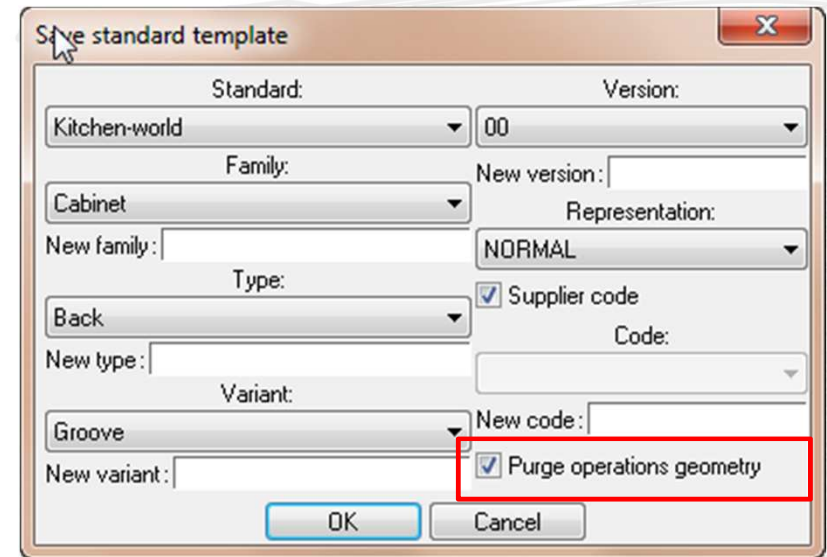 Save standard template
Standard:
Kitchen-world
Family:
Cabinet
New family:
Type:
Back
New type:
Variant:
Groove
New variant:
Version:
00
New version:
Representation:
NORMAL
Supplier code
Code:
New code:
Purge operations geometry
OK
Cancel